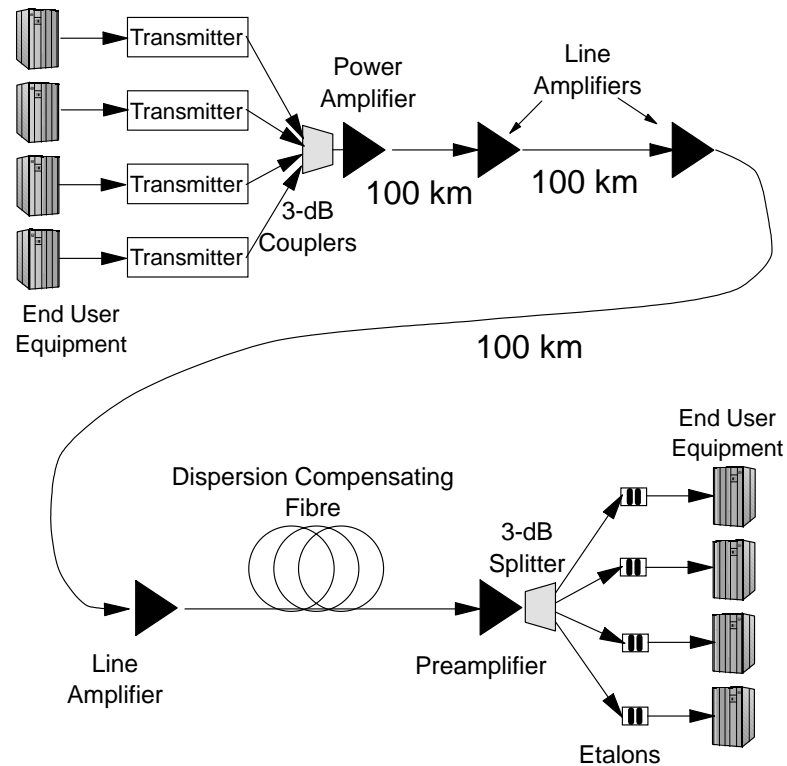 Transmitter
Transmitter
Transmitter
Transmitter
End User
Equipment
3-dB
Couplers
Power
Amplifier
Line
Amplifiers
100 km
100 km
100 km
Line
Amplifier
Dispersion Compensating
Fibre
Preamplifier
3-dB
Splitter
End User
Equipment
Etalons